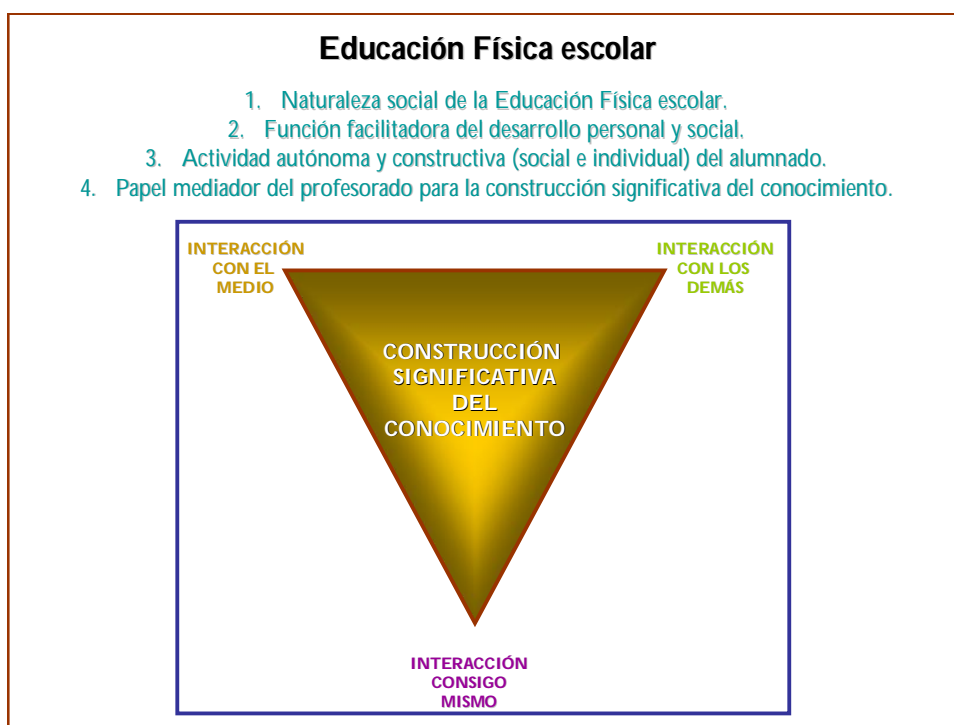 Educación Física escolar
1. Naturaleza social de la Educación Física escolar.
2. Función facilitadora del desarrollo personal y social.
3. Actividad autónoma y constructiva (social e individual) del alumnado.
4. Papel mediador del profesorado para la construcción significativa del conocimiento.
INTERACCIÓN
CON EL
MEDIO
INTERACCIÓN
CON LOS
DEMÁS
CONSTRUCCIÓN
SIGNIFICATIVA
DEL
CONOCIMIENTO
INTERACCIÓN
CONSIGO
MISMO